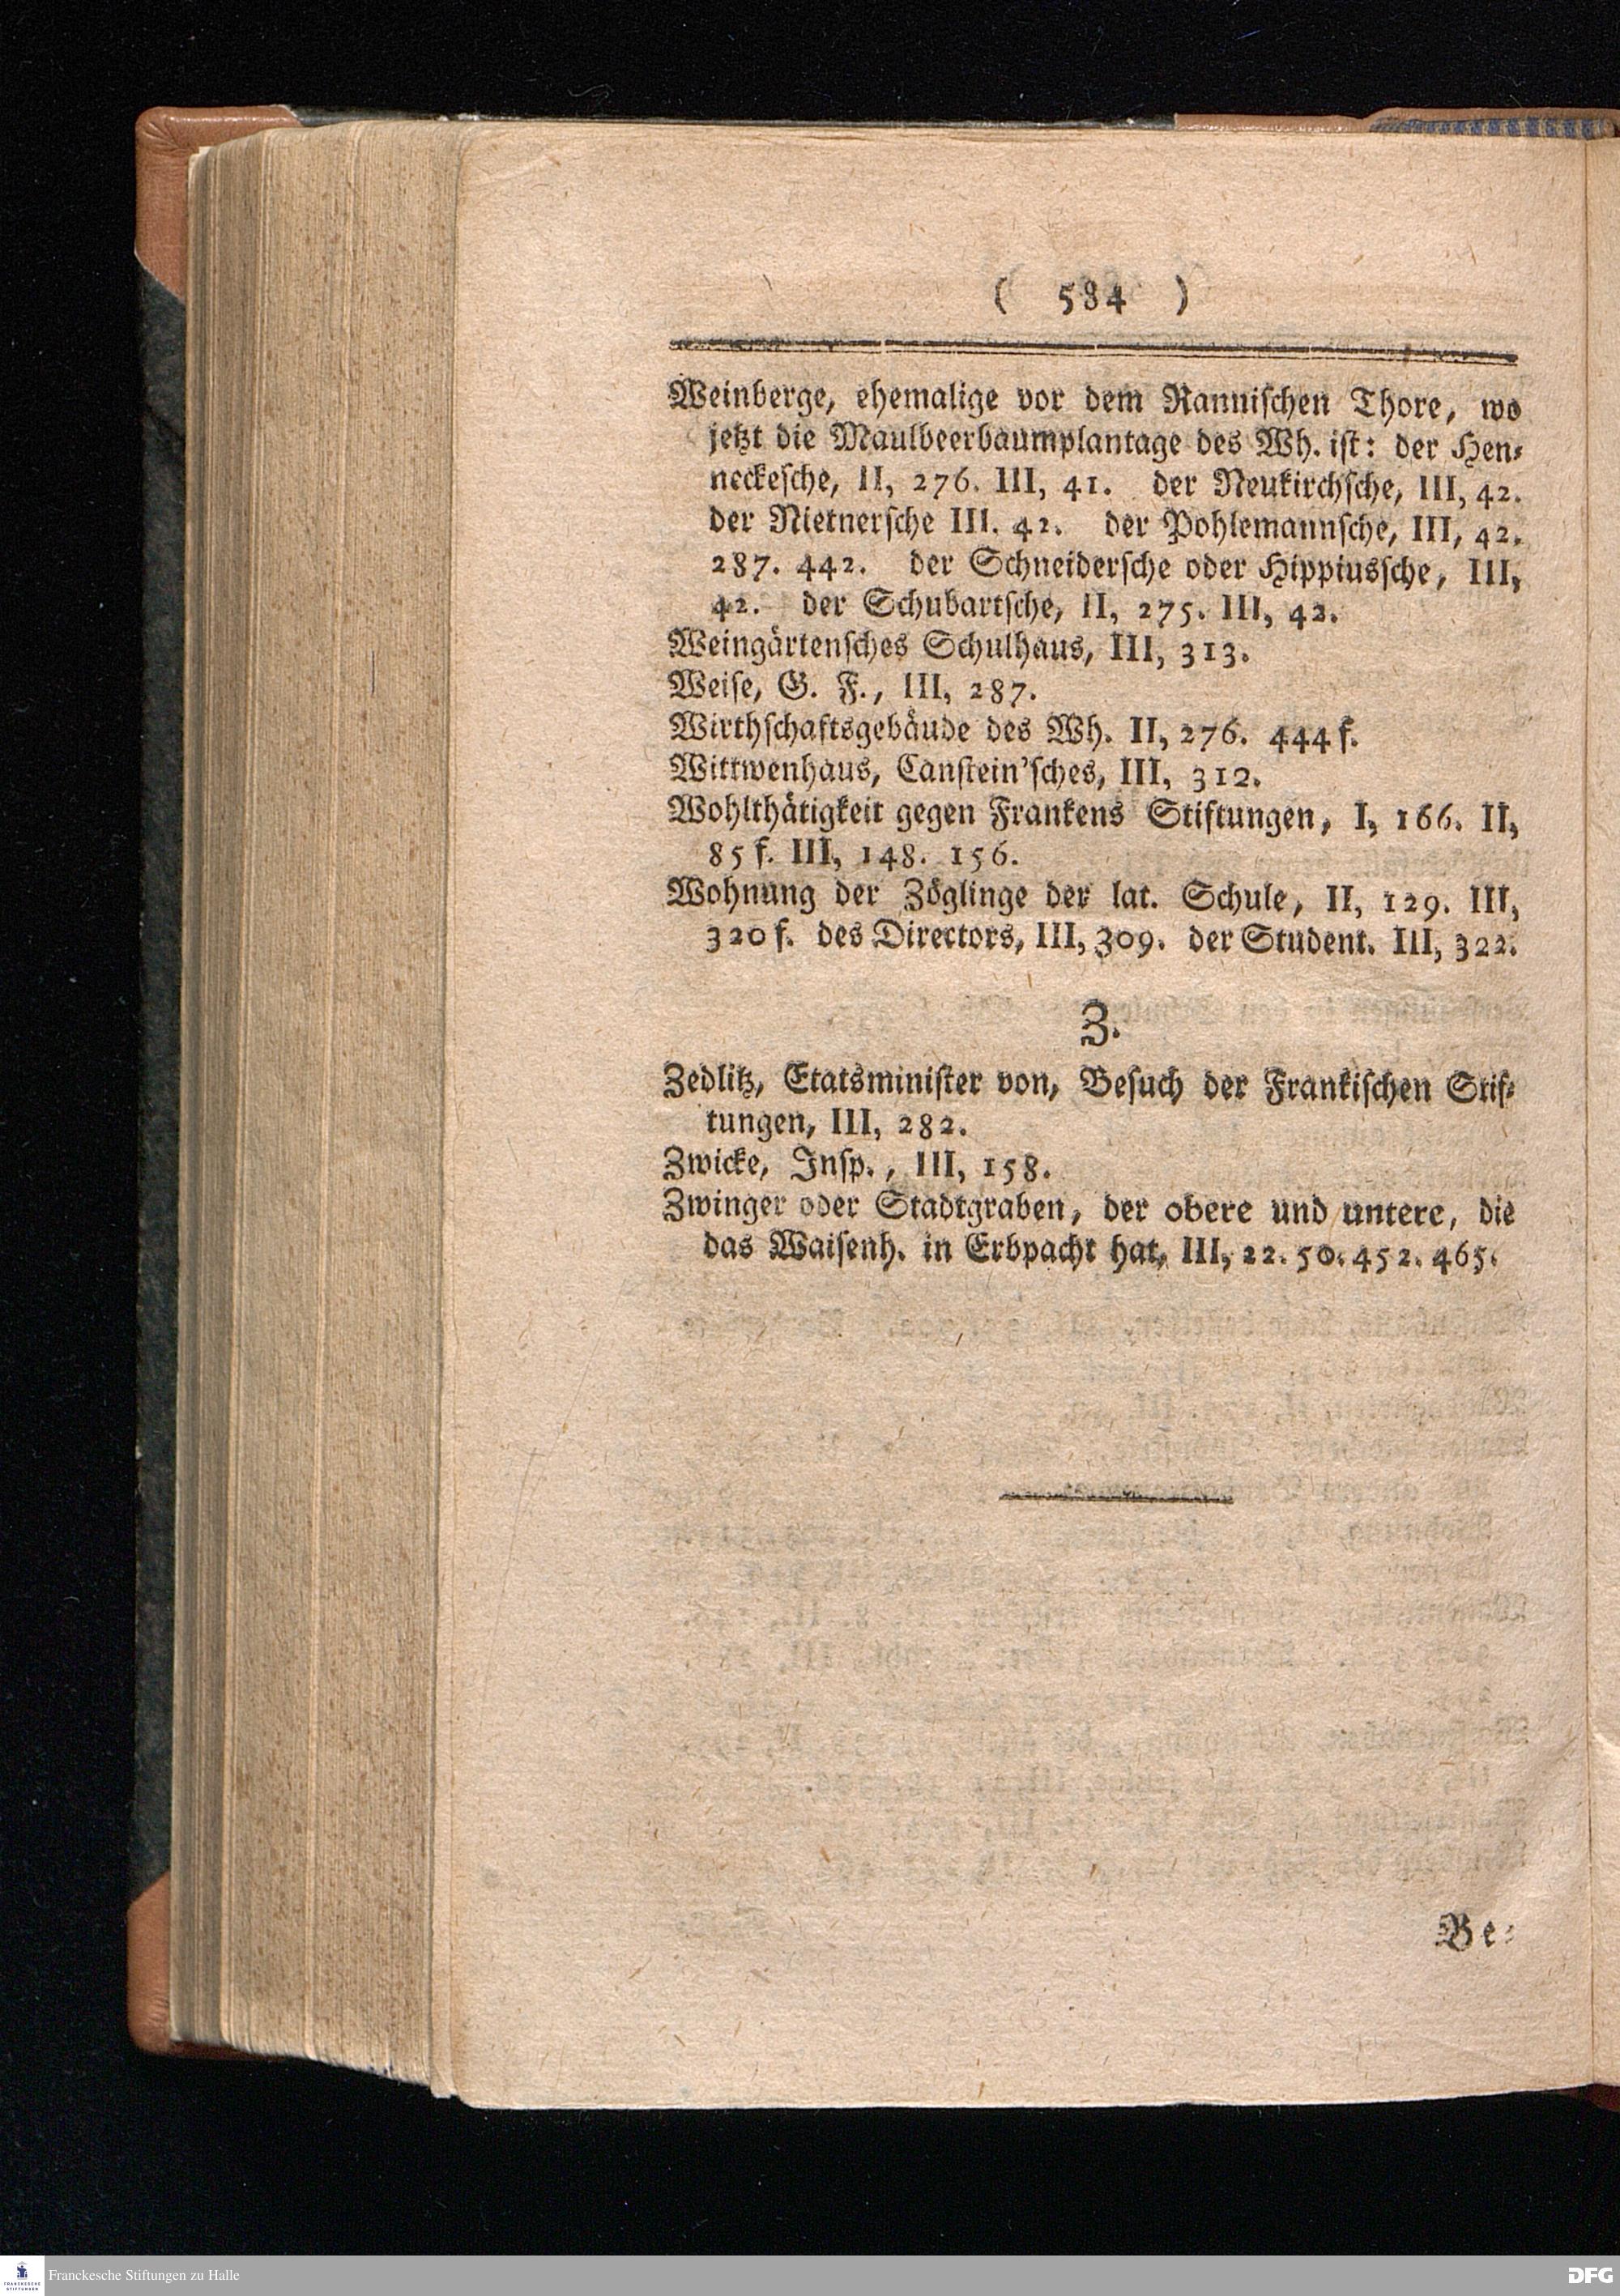 ( 584 )
Weinberge, ehemalige vor dem Rannischen Thore, wo
jetzt die Maulbeerbaumplantage des Wh. ist: der Hen-
neckesche, II, 276. III, 41. der Neukirchsche, III, 42.
der Nietnersche III. 42. der Pohlemannsche, III, 42.
287. 442. der Schneidersche oder Hippiussche, III,
42. der Schubartsche, II, 275. III, 42.
Weingärtensches Schulhaus, III, 313.
Weise, G. F., III, 287.
Wirthschaftsgebäude des Wh. II, 276. 444 f.
Wittwenhaus, Canstein'sches, III, 312.
Wohlthätigkeit gegen Frankens Stiftungen, I, 166. II,
85 f. III, 148. 156.
Wohnung der Zöglinge der lat. Schule, II, 129. III,
320 f. des Directors, III, 309. der Student. III, 322.
Z.
Zedlitz, Etatsminister von, Besuch der Frankischen Stif-
tungen, III, 282.
Zwicke, Insp., III, 158.
Zwinger oder Stadtgraben, der obere und untere, die
das Waisenh. in Erbpacht hat, III, 22. 50. 452. 465.
Be-
FRANCKESCHE STIFTUNGEN
Franckesche Stiftungen zu Halle
DFG